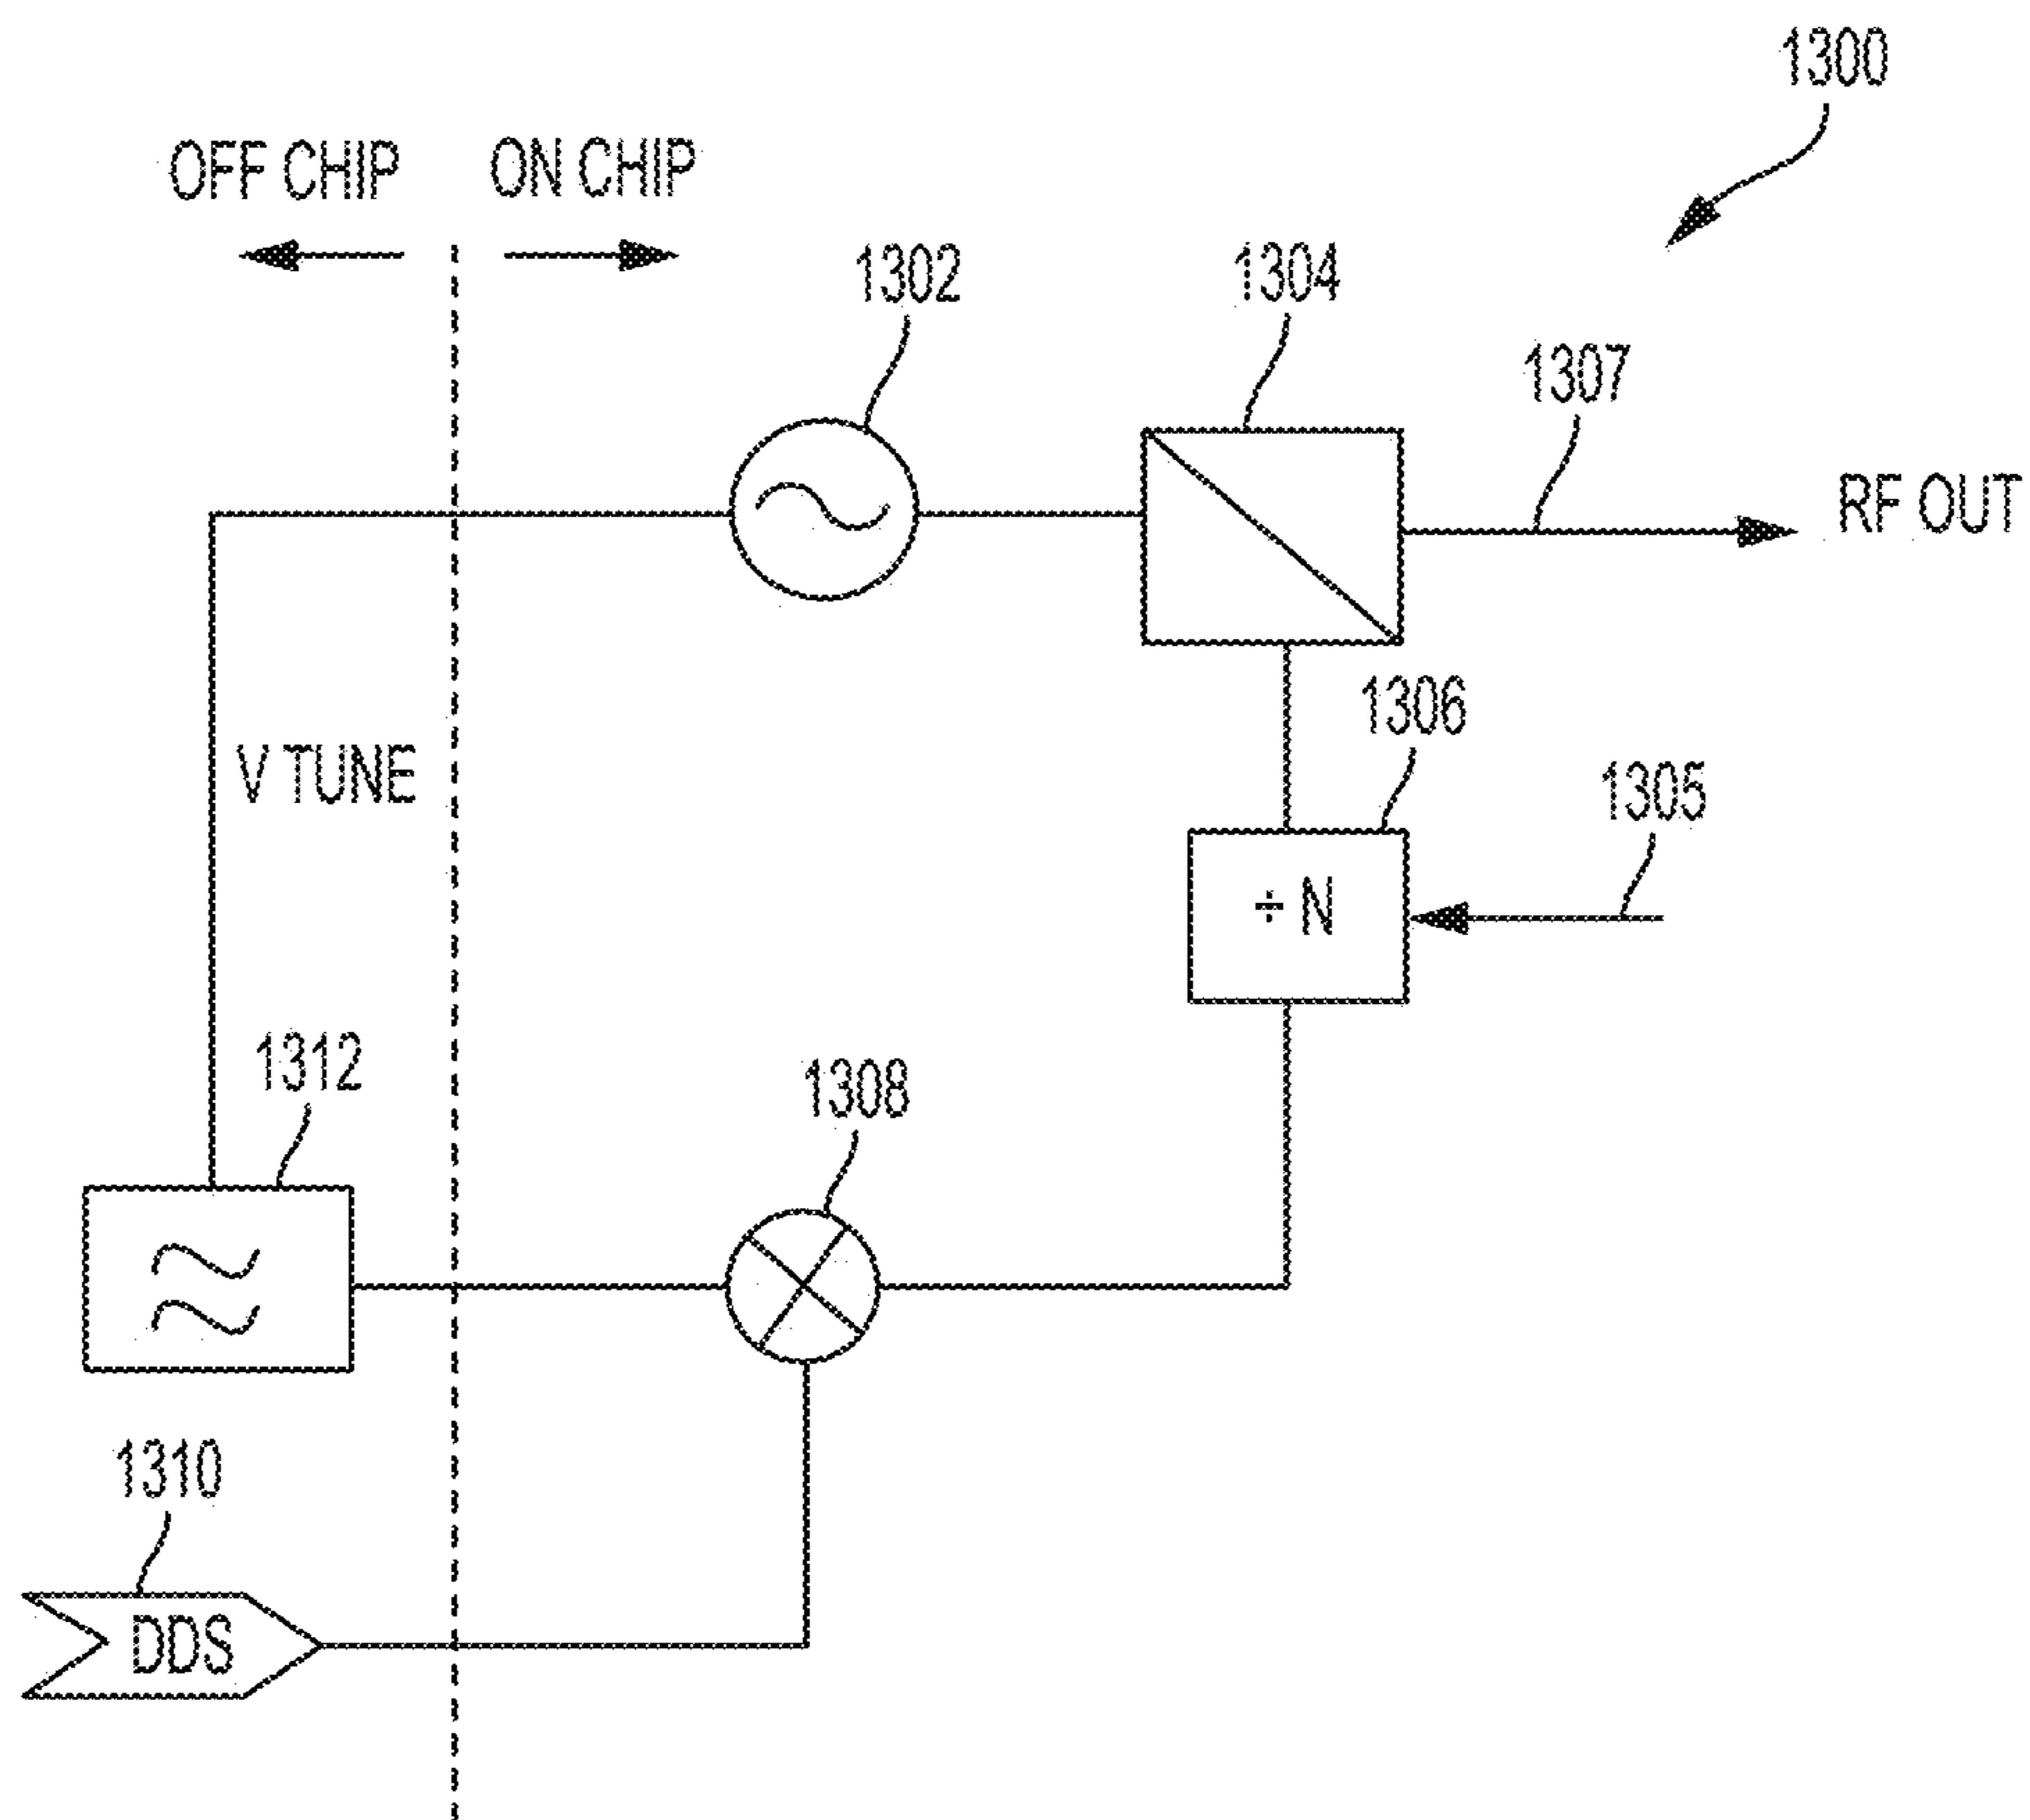 1300
OFF CHIP
ON CHIP
1302
1304
1307
RF OUT
1306
V TUNE
1305
÷ N
1312
1308
1310
DDS